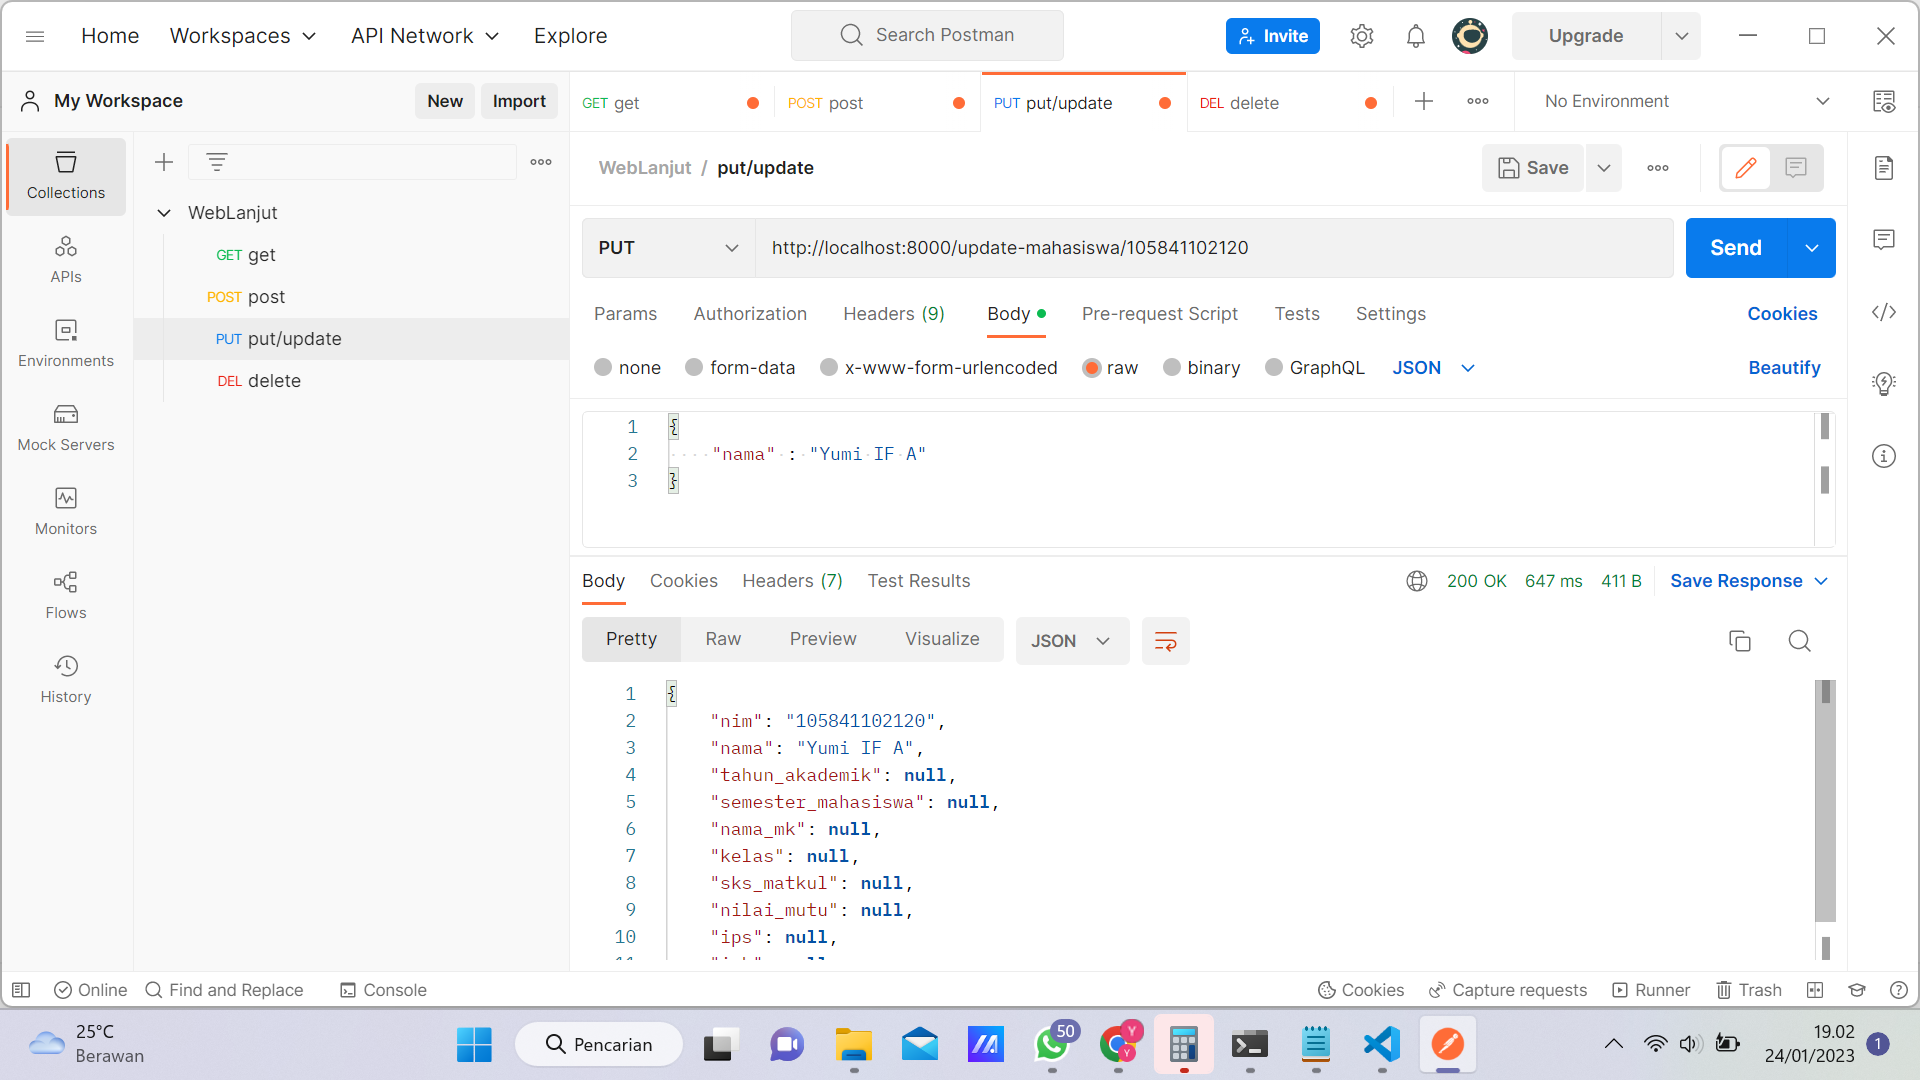 Home Workspaces API Network Explore Search Postman Invite Upgrade
My Workspace New Import GET get POST post PUT put/update DEL delete No Environment
Collections
APIs
Environments
Mock Servers
Monitors
Flows
History
WebLanjut
GET get
POST post
PUT put/update
DEL delete
WebLanjut / put/update Save
PUT http://localhost:8000/update-mahasiswa/105841102120 Send
Params Authorization Headers (9) Body Pre-request Script Tests Settings Cookies
none form-data x-www-form-urlencoded raw binary GraphQL JSON Beautify
1 {
2 "nama" : "Yumi IF A"
3 }
Body Cookies Headers (7) Test Results 200 OK 647 ms 411 B Save Response
Pretty Raw Preview Visualize JSON
1 {
2 "nim": "105841102120",
3 "nama": "Yumi IF A",
4 "tahun_akademik": null,
5 "semester_mahasiswa": null,
6 "nama_mk": null,
7 "kelas": null,
8 "sks_matkul": null,
9 "nilai_mutu": null,
10 "ips": null,
Online Find and Replace Console Cookies Capture requests Runner Trash
25°C
Berawan
Pencarian
50
Y
Y
19.02
24/01/2023
1